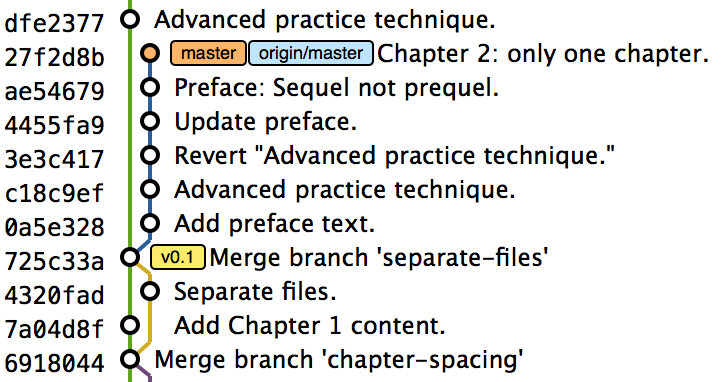 dfe2377 Advanced practice technique.
27f2d8b master origin/master Chapter 2: only one chapter.
ae54679 Preface: Sequel not prequel.
4455fa9 Update preface.
3e3c417 Revert "Advanced practice technique."
c18c9ef Advanced practice technique.
0a5e328 Add preface text.
725c33a v0.1 Merge branch 'separate-files'
4320fad Separate files.
7a04d8f Add Chapter 1 content.
6918044 Merge branch 'chapter-spacing'